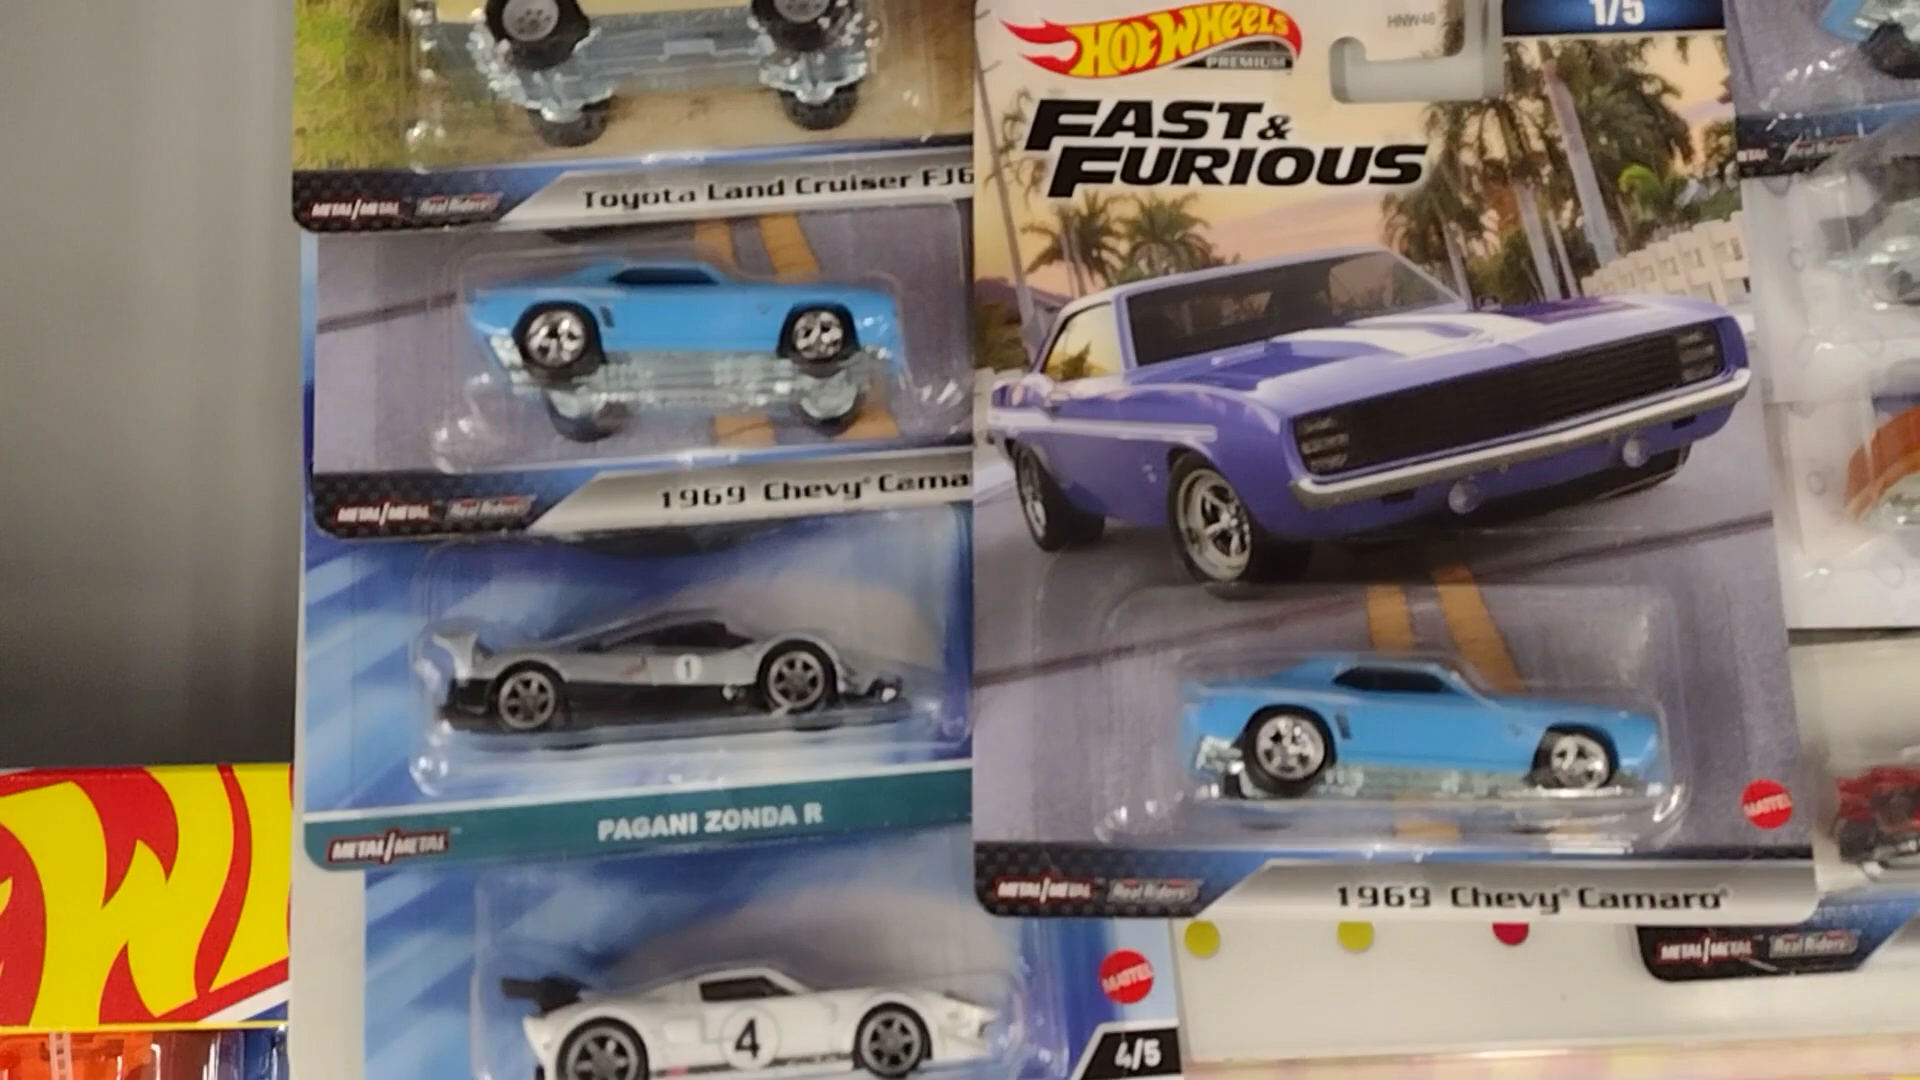 HOT WHEELS
PREMIUM
HNW46
1/5
FAST &
FURIOUS
METAL/METAL Real Riders Toyota Land Cruiser FJ6
METAL/METAL Real Riders 1969 Chevy® Cama
1
METAL/METAL™ PAGANI ZONDA R
MATTEL
METAL/METAL Real Riders 1969 Chevy® Camaro®
METAL/METAL Real Riders
MATTEL
4
4/5